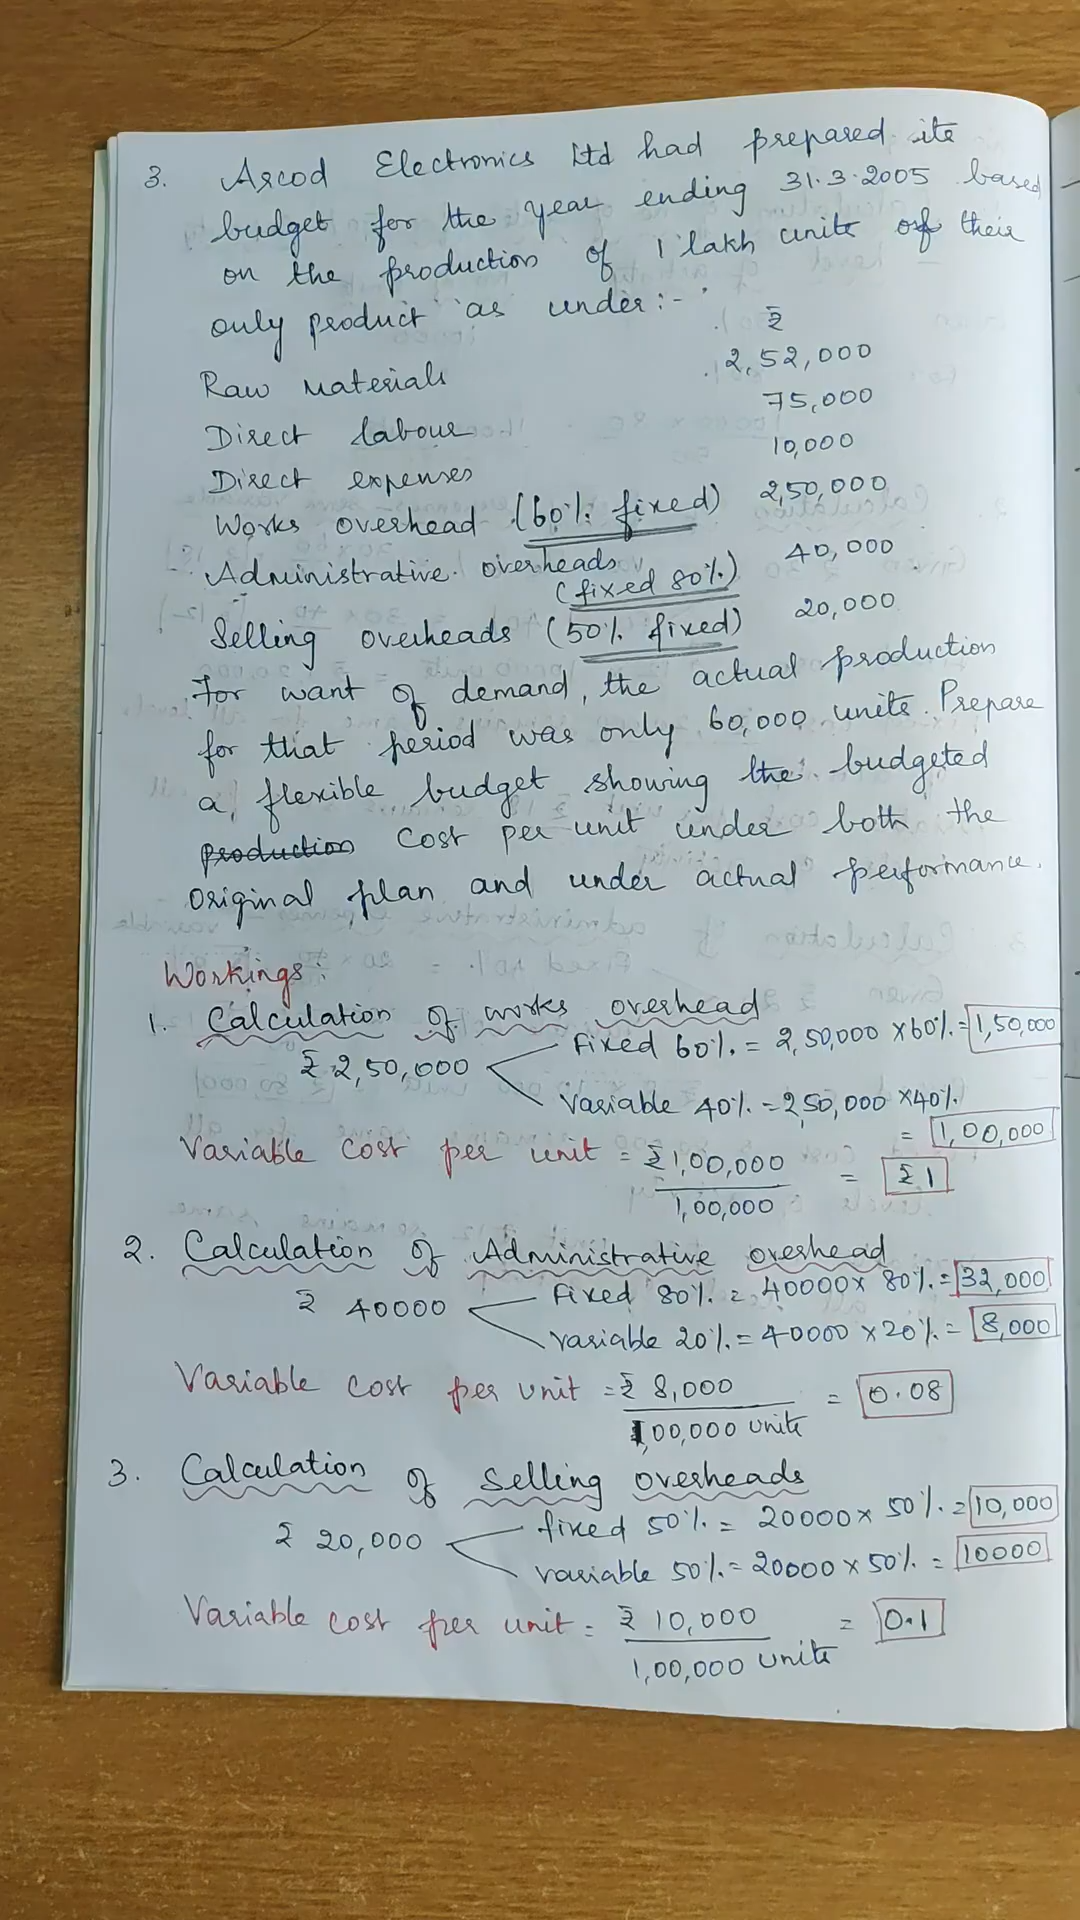 3. Arcod Electronics Ltd had prepared its
budget for the year ending 31.3.2005 based
on the production of 1 lakh units of their
only product as under:-
₹
Raw materials 2,52,000
Direct labour 75,000
Direct expenses 10,000
Works overhead (60% fixed) 2,50,000
Administrative overheads 40,000
(fixed 80%)
Selling overheads (50% fixed) 20,000
For want of demand, the actual production
for that period was only 60,000 units. Prepare
a flexible budget showing the budgeted
production cost per unit under both the
original plan and under actual performance.
Workings:
1. Calculation of works overhead
Fixed 60% = 2,50,000 x 60% = 1,50,000
₹ 2,50,000
Variable 40% = 2,50,000 x 40%
= 1,00,000
Variable cost per unit = ₹ 1,00,000 = ₹ 1
1,00,000
2. Calculation of Administrative overhead
Fixed 80% = 40000 x 80% = 32,000
₹ 40000
Variable 20% = 40000 x 20% = 8,000
Variable cost per unit = ₹ 8,000 = 0.08
1,00,000 units
3. Calculation of Selling overheads
fixed 50% = 20000 x 50% = 10,000
₹ 20,000
variable 50% = 20000 x 50% = 10000
Variable cost per unit = ₹ 10,000 = 0.1
1,00,000 units